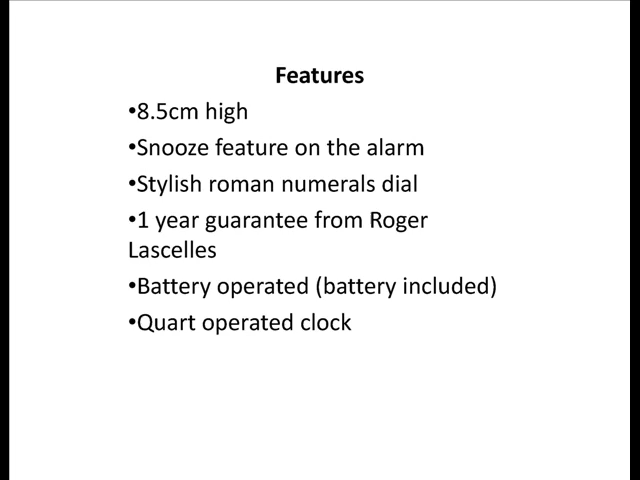 Features
•8.5cm high
•Snooze feature on the alarm
•Stylish roman numerals dial
•1 year guarantee from Roger
Lascelles
•Battery operated (battery included)
•Quart operated clock